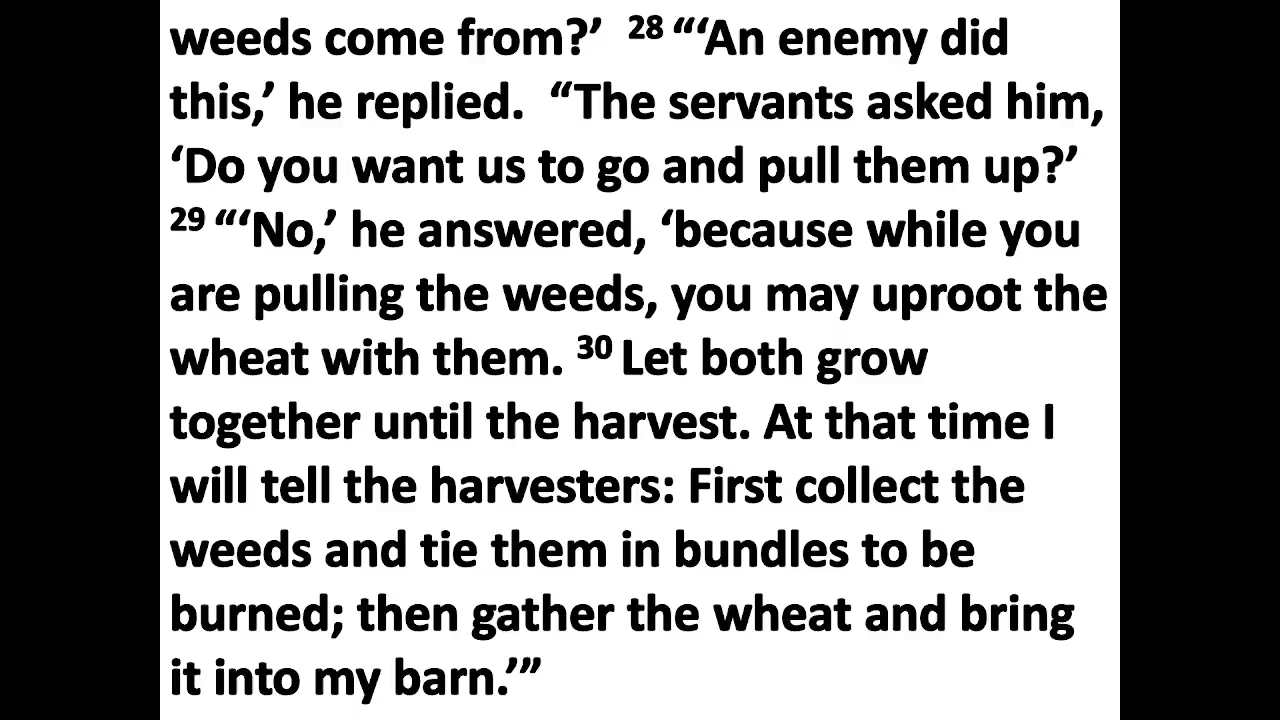 weeds come from?’ 28 “‘An enemy did
this,’ he replied. “The servants asked him,
‘Do you want us to go and pull them up?’
29 “‘No,’ he answered, ‘because while you
are pulling the weeds, you may uproot the
wheat with them. 30 Let both grow
together until the harvest. At that time I
will tell the harvesters: First collect the
weeds and tie them in bundles to be
burned; then gather the wheat and bring
it into my barn.’”